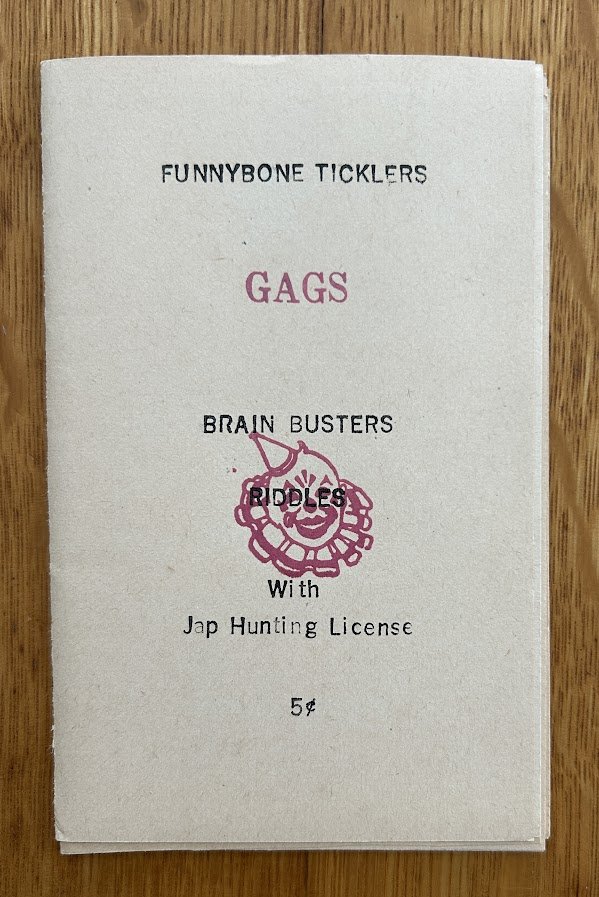 FUNNYBONE TICKLERS
GAGS
BRAIN BUSTERS
RIDDLES
With
Jap Hunting License
5¢